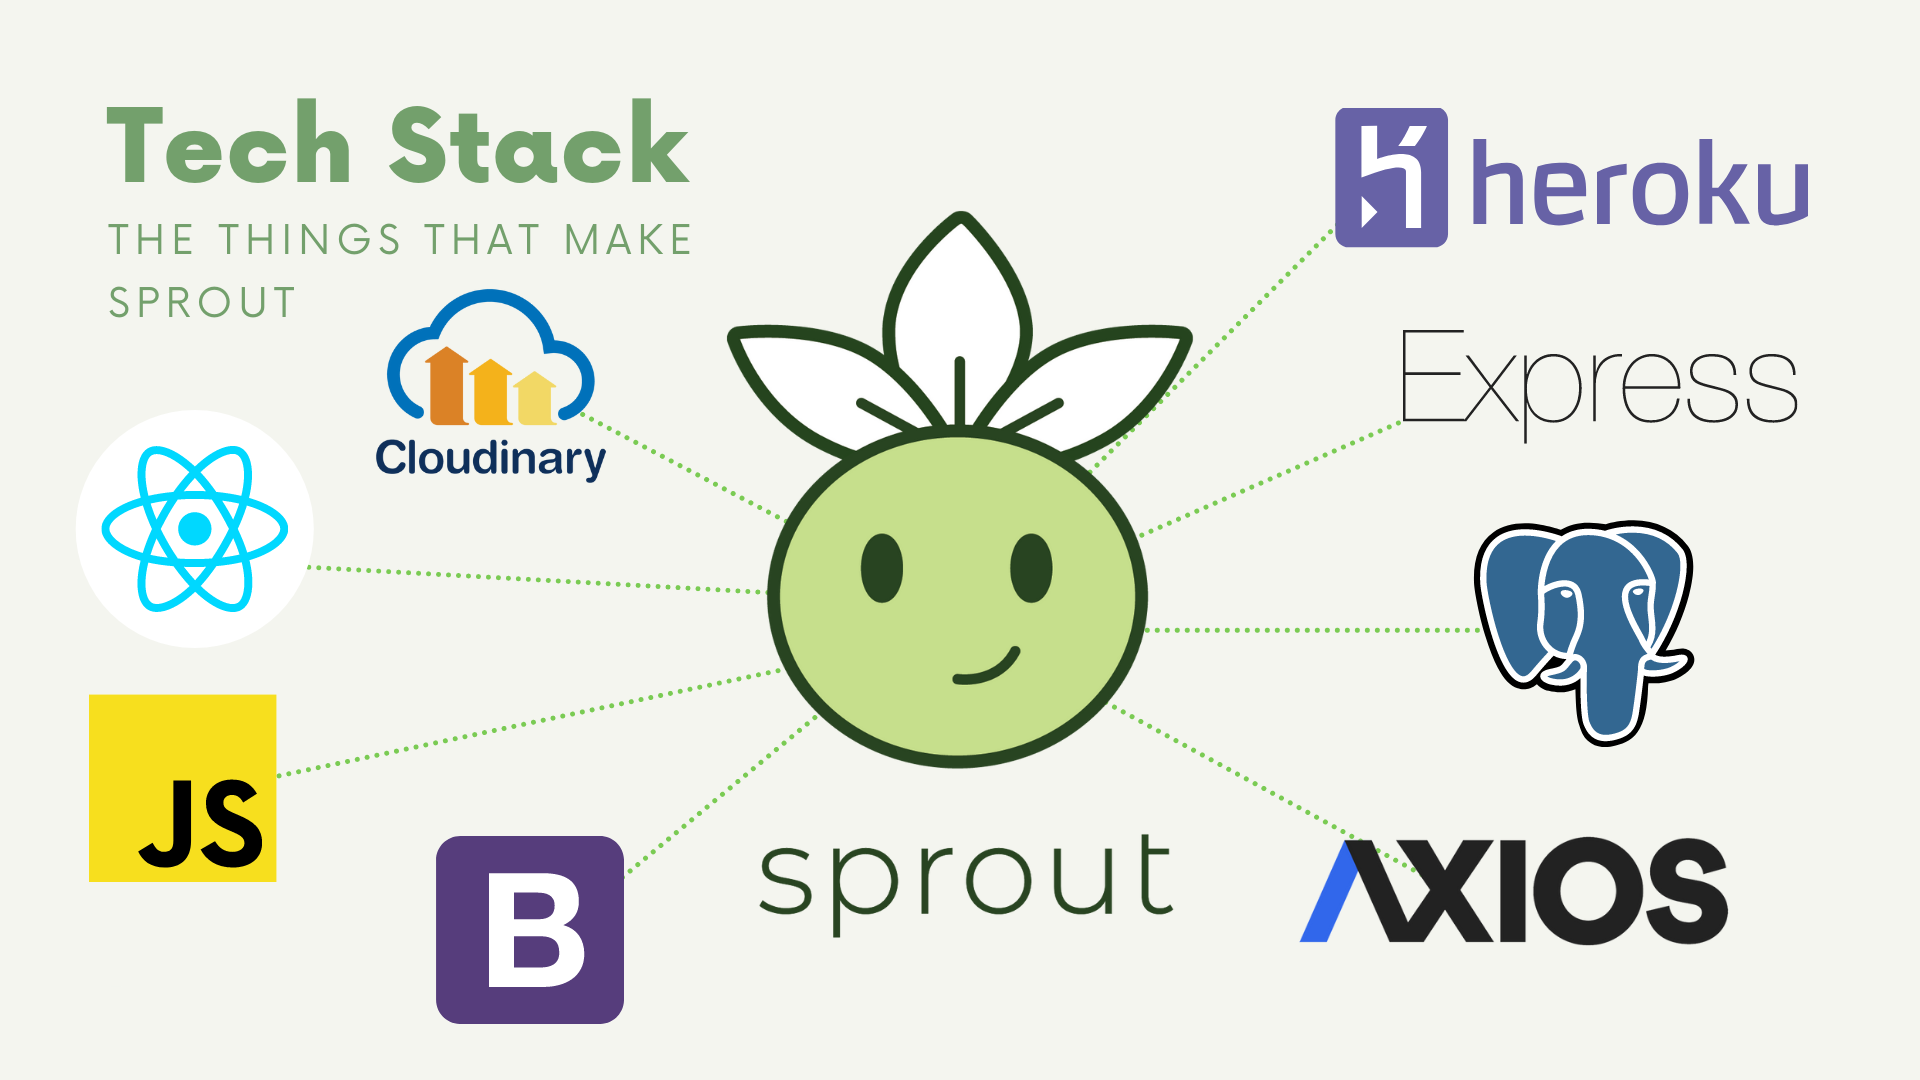 Tech Stack
THE THINGS THAT MAKE
SPROUT
heroku
Express
Cloudinary
JS
B
sprout
AXIOS